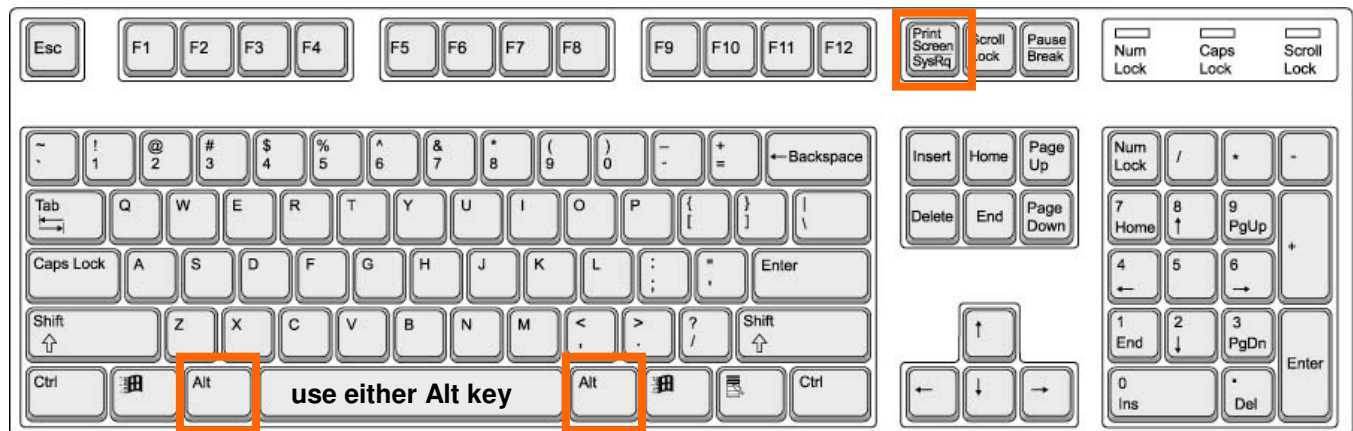 Esc F1 F2 F3 F4 F5 F6 F7 F8 F9 F10 F11 F12
Print
Screen
SysRq
Scroll
Lock
Pause
Break
Num
Lock
Caps
Lock
Scroll
Lock
~
`
!
1
@
2
#
3
$
4
%
5
^
6
&
7
*
8
(
9
)
0
–
-
+
=
←Backspace
Insert
Home
Page
Up
Num
Lock
/
*
-
Tab
Q W E R T Y U I O P
{
[
}
]
|
\
Delete
End
Page
Down
7
Home
8
↑
9
PgUp
+
Caps Lock
A S D F G H J K L
:
;
"
'
Enter
4
←
5
6
→
Shift
Z X C V B N M
<
,
>
.
?
/
Shift
↑
1
End
2
↓
3
PgDn
Enter
Ctrl
Alt
use either Alt key
Alt
Ctrl
← ↓ →
0
Ins
.
Del